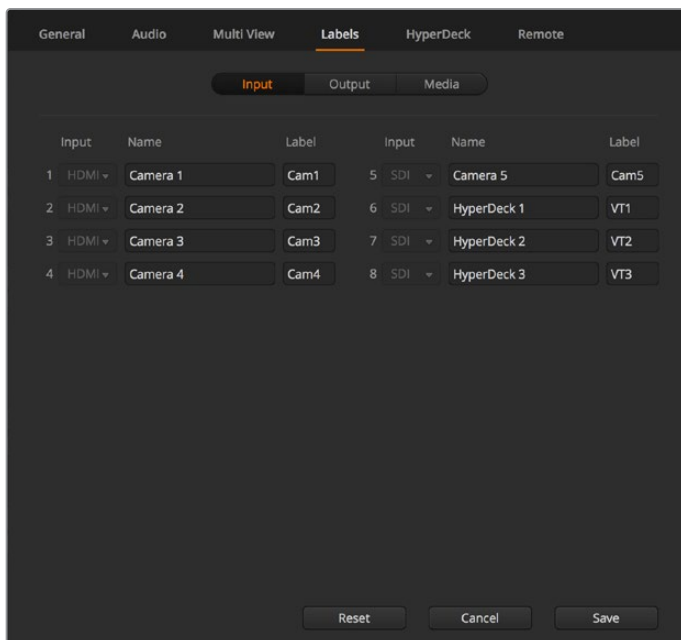 General Audio Multi View Labels HyperDeck Remote
Input Output Media
Input Name Label Input Name Label
1 HDMI Camera 1 Cam1 5 SDI Camera 5 Cam5
2 HDMI Camera 2 Cam2 6 SDI HyperDeck 1 VT1
3 HDMI Camera 3 Cam3 7 SDI HyperDeck 2 VT2
4 HDMI Camera 4 Cam4 8 SDI HyperDeck 3 VT3
Reset Cancel Save